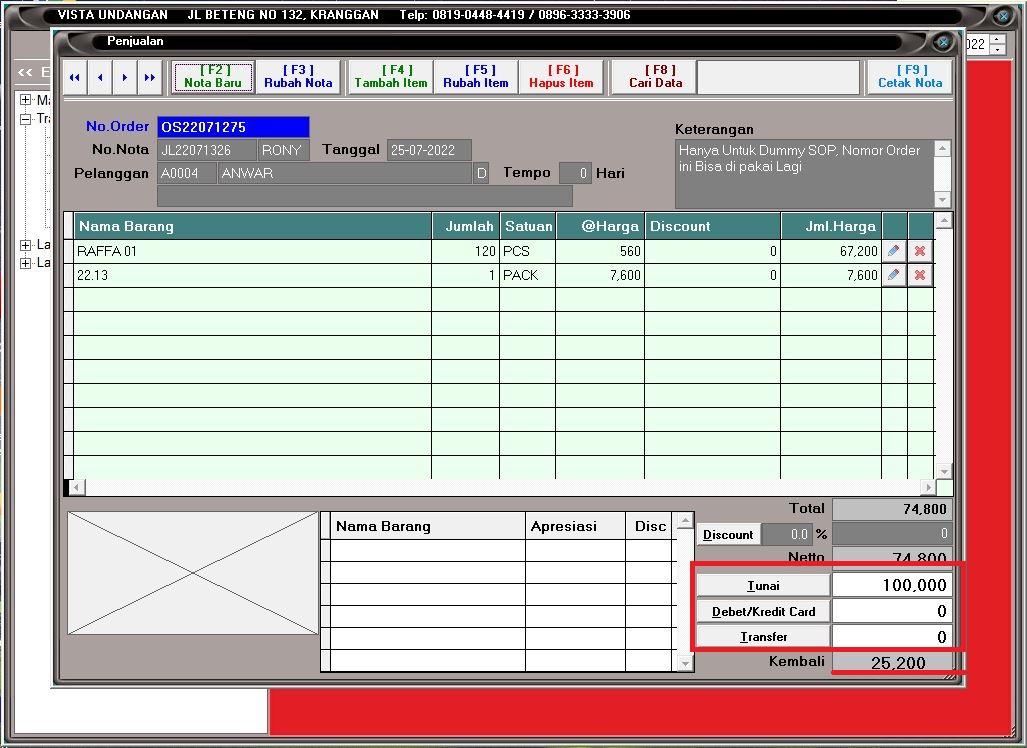 VISTA UNDANGAN JL BETENG NO 132, KRANGGAN Telp: 0819-0448-4419 / 0896-3333-3906
Penjualan
022
<< E
[ F2 ] Nota Baru
[ F3 ] Rubah Nota
[ F4 ] Tambah Item
[ F5 ] Rubah Item
[ F6 ] Hapus Item
[ F8 ] Cari Data
[ F9 ] Cetak Nota
Ma
Tra
La
La
No.Order OS22071275
No.Nota JL22071326 RONY Tanggal 25-07-2022
Pelanggan A0004 ANWAR D Tempo 0 Hari
Keterangan
Hanya Untuk Dummy SOP, Nomor Order
ini Bisa di pakai Lagi
Nama Barang Jumlah Satuan @Harga Discount Jml.Harga
RAFFA 01 120 PCS 560 0 67,200
22.13 1 PACK 7,600 0 7,600
Nama Barang Apresiasi Disc
Total 74,800
Discount 0.0 % 0
Netto 74,800
Tunai 100,000
Debet/Kredit Card 0
Transfer 0
Kembali 25,200